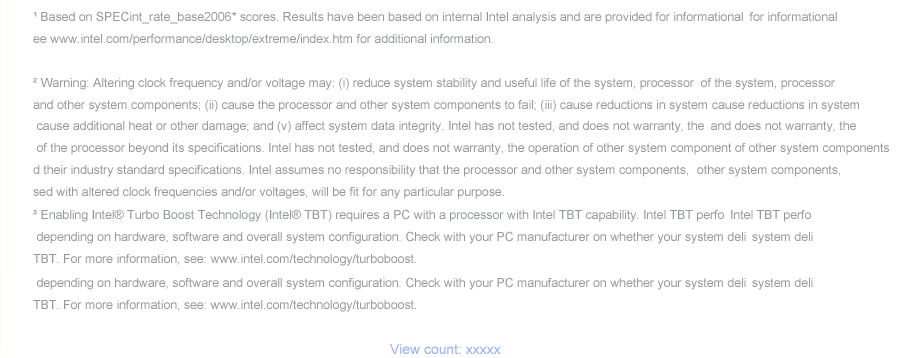 ¹ Based on SPECint_rate_base2006* scores. Results have been based on internal Intel analysis and are provided for informational for informational
ee www.intel.com/performance/desktop/extreme/index.htm for additional information.
² Warning: Altering clock frequency and/or voltage may: (i) reduce system stability and useful life of the system, processor of the system, processor
and other system components; (ii) cause the processor and other system components to fail; (iii) cause reductions in system cause reductions in system
cause additional heat or other damage; and (v) affect system data integrity. Intel has not tested, and does not warranty, the and does not warranty, the
of the processor beyond its specifications. Intel has not tested, and does not warranty, the operation of other system component of other system components
d their industry standard specifications. Intel assumes no responsibility that the processor and other system components, other system components,
sed with altered clock frequencies and/or voltages, will be fit for any particular purpose.
³ Enabling Intel® Turbo Boost Technology (Intel® TBT) requires a PC with a processor with Intel TBT capability. Intel TBT perfo Intel TBT perfo
depending on hardware, software and overall system configuration. Check with your PC manufacturer on whether your system deli system deli
TBT. For more information, see: www.intel.com/technology/turboboost.
depending on hardware, software and overall system configuration. Check with your PC manufacturer on whether your system deli system deli
TBT. For more information, see: www.intel.com/technology/turboboost.
View count: xxxxx